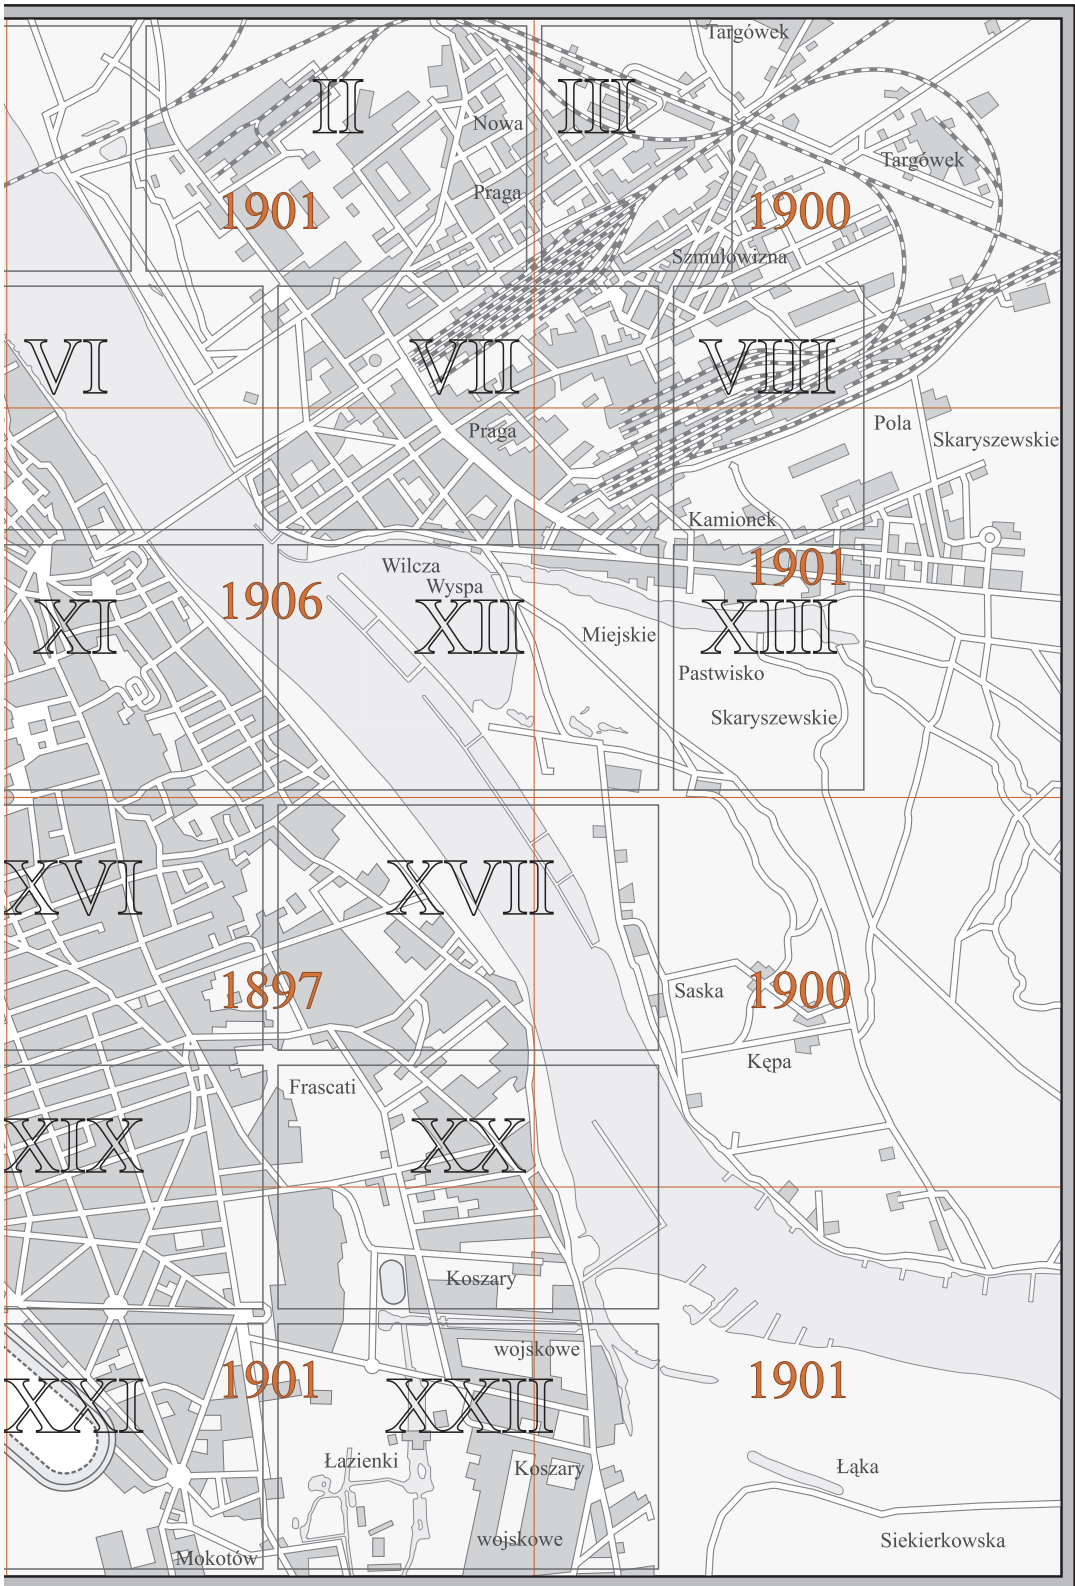 Targówek
II
III
Nowa
Targówek
Praga
1901
1900
Szmulowizna
VI
VII
VIII
Pola
Praga
Skaryszewskie
Kamionek
Wilcza
1901
Wyspa
1906
XI
XII
XIII
Miejskie
Pastwisko
Skaryszewskie
XVI
XVII
1897
Saska
1900
Kępa
Frascati
XIX
XX
Koszary
wojskowe
1901
1901
XXI
XXII
Łazienki
Koszary
Łąka
wojskowe
Siekierkowska
Mokotów